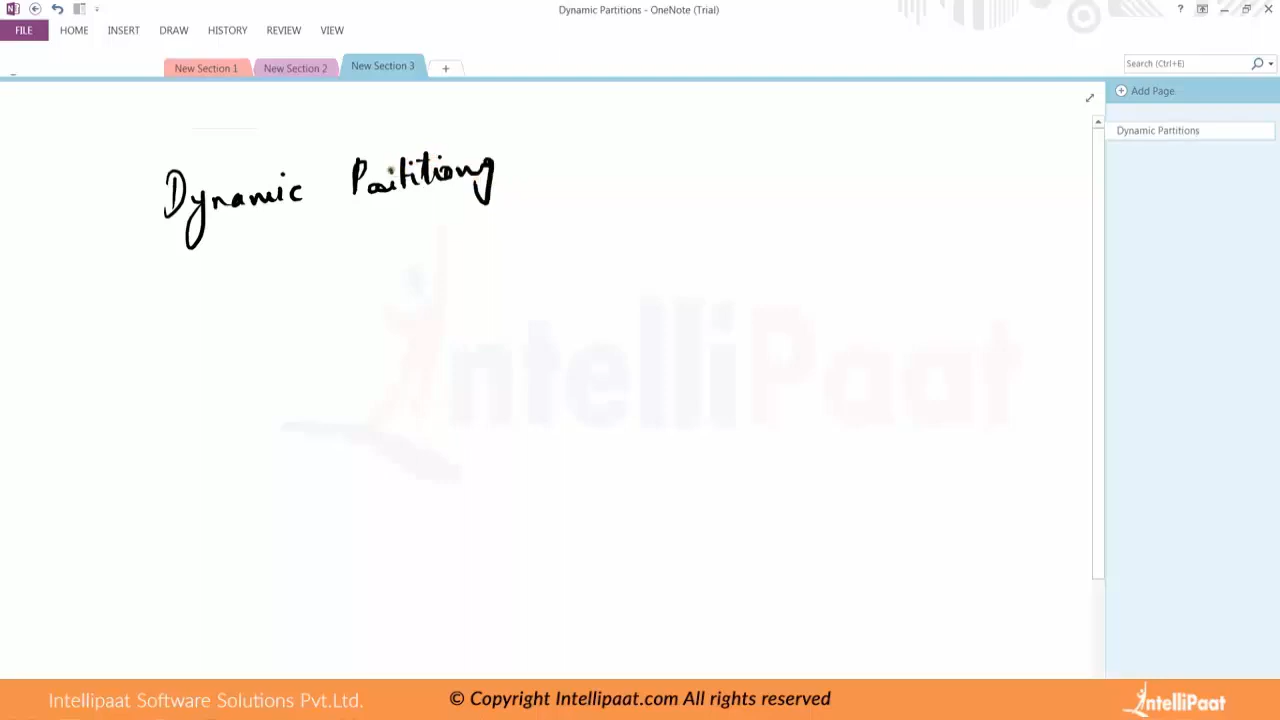 Dynamic Partitions - OneNote (Trial)
FILE HOME INSERT DRAW HISTORY REVIEW VIEW
New Section 1 New Section 2 New Section 3 +
Search (Ctrl+E)
Add Page
Dynamic Partitions
Dynamic Partitiong
IntelliPaat
Intellipaat Software Solutions Pvt.Ltd.
© Copyright Intellipaat.com All rights reserved
IntelliPaat